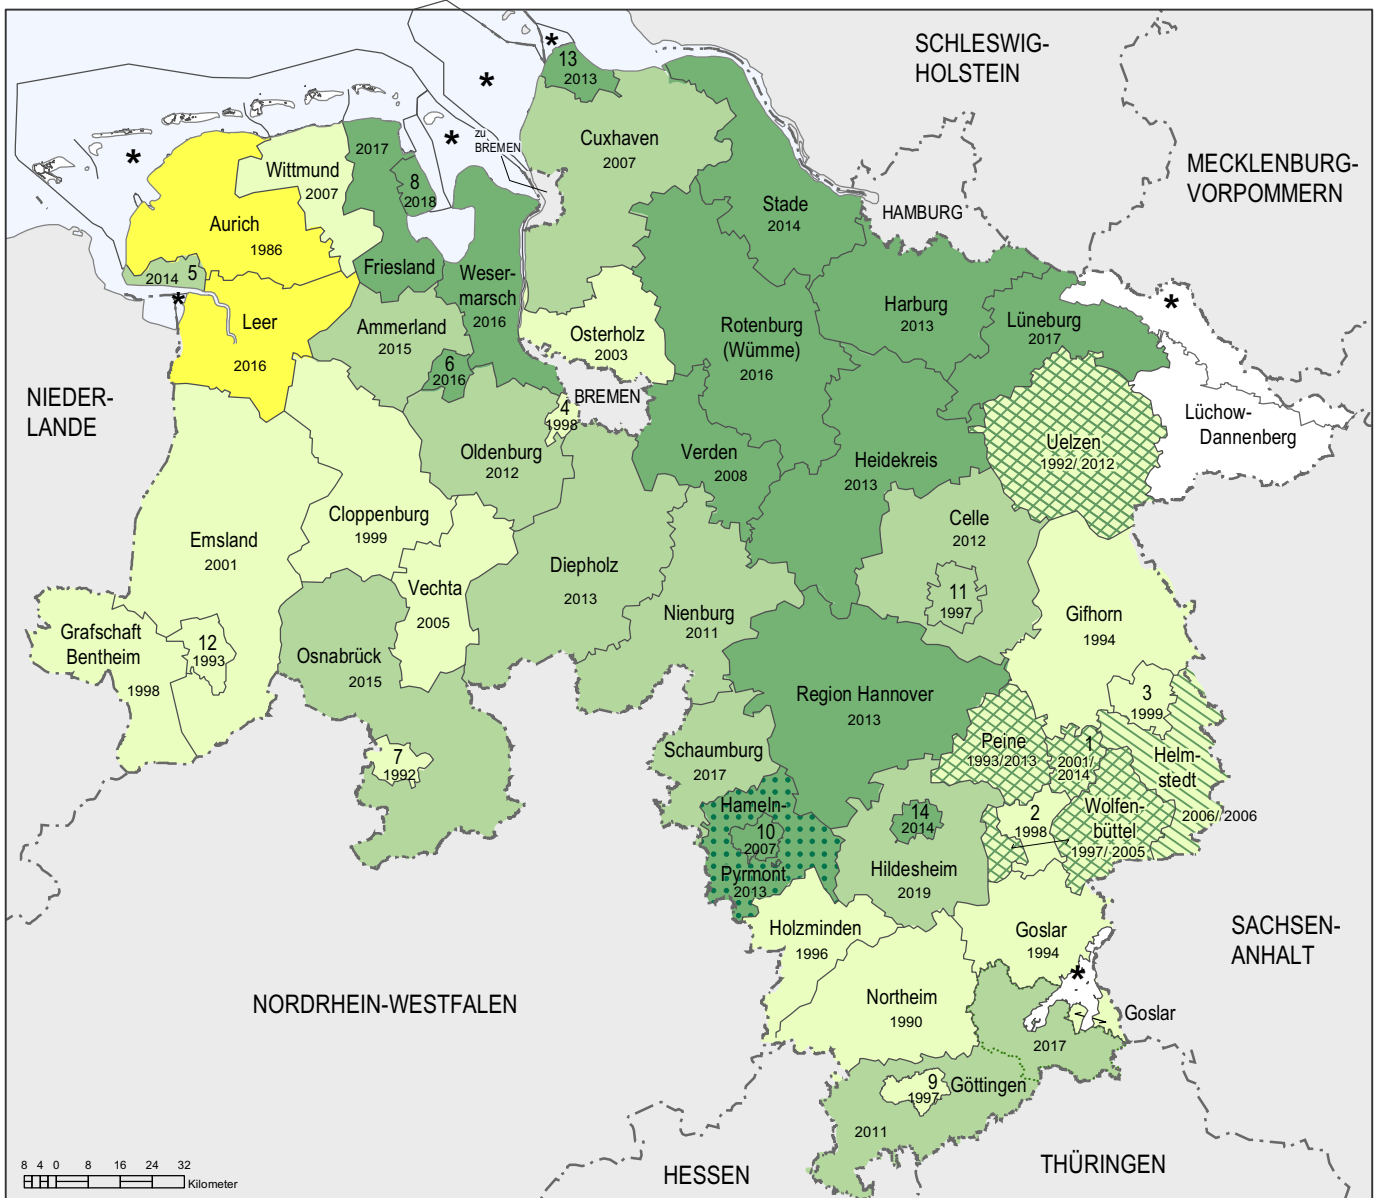 SCHLESWIG-
HOLSTEIN
MECKLENBURG-
VORPOMMERN
HAMBURG
zu
BREMEN
*
*
*
*
*
*
*
13
2013
Cuxhaven
2007
Wittmund
2007
2017
Friesland
8
2018
Aurich
1986
2014
5
Leer
2016
Weser-
marsch
2016
Ammerland
2015
6
2016
Osterholz
2003
BREMEN
Stade
2014
Rotenburg
(Wümme)
2016
Harburg
2013
Lüneburg
2017
Lüchow-
Dannenberg
Uelzen
1992/ 2012
NIEDER-
LANDE
4
1998
Oldenburg
2012
Verden
2008
Heidekreis
2013
Celle
2012
11
1997
Cloppenburg
1999
Emsland
2001
Vechta
2005
Diepholz
2013
Nienburg
2011
Gifhorn
1994
Grafschaft
Bentheim
1998
12
1993
Osnabrück
2015
7
1992
Region Hannover
2013
3
1999
Schaumburg
2017
Peine
1993/2013
1
2001/
2014
Helm-
stedt
2006/ 2006
Hameln-
Pyrmont
2013
10
2007
14
2014
Hildesheim
2019
2
1998
Wolfen-
büttel
1997/ 2005
Holzminden
1996
Goslar
1994
Goslar
Northeim
1990
2017
9
1997
Göttingen
2011
SACHSEN-
ANHALT
NORDRHEIN-WESTFALEN
HESSEN
THÜRINGEN
8 4 0 8 16 24 32
Kilometer